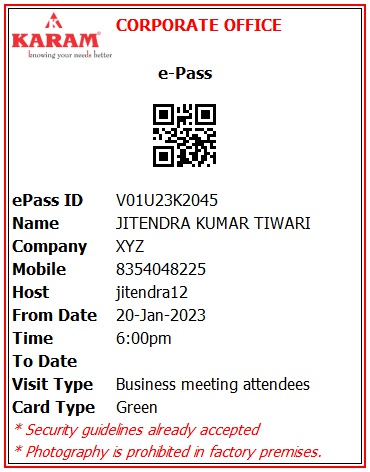 KARAM®
knowing your needs better
CORPORATE OFFICE
e-Pass
ePass ID V01U23K2045
Name JITENDRA KUMAR TIWARI
Company XYZ
Mobile 8354048225
Host jitendra12
From Date 20-Jan-2023
Time 6:00pm
To Date
Visit Type Business meeting attendees
Card Type Green
* Security guidelines already accepted
* Photography is prohibited in factory premises.